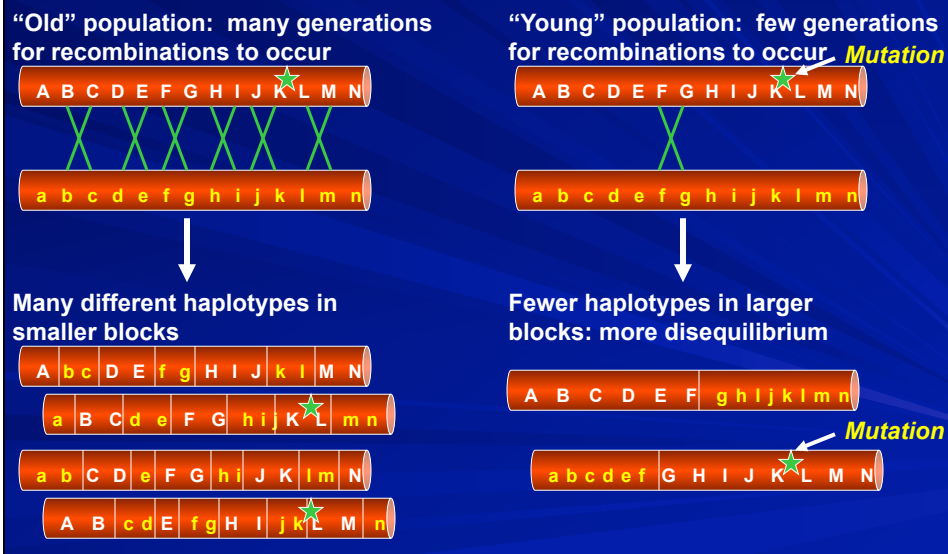 “Old” population: many generations
for recombinations to occur
A B C D E F G H I J K L M N
a b c d e f g h i j k l m n
Many different haplotypes in
smaller blocks
A b c D E f g H I J k l M N
a B C d e F G h i j K L m n
a b C D e F G h i J K l m N
A B c d E f g H I j k L M n
“Young” population: few generations
for recombinations to occur
Mutation
A B C D E F G H I J K L M N
a b c d e f g h i j k l m n
Fewer haplotypes in larger
blocks: more disequilibrium
A B C D E F g h I j k l m n
Mutation
a b c d e f G H I J K L M N